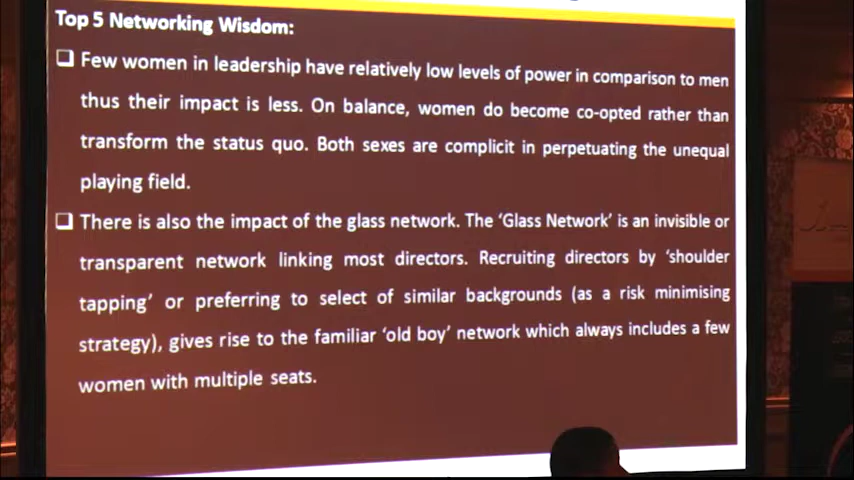 Top 5 Networking Wisdom:
❑ Few women in leadership have relatively low levels of power in comparison to men
thus their impact is less. On balance, women do become co-opted rather than
transform the status quo. Both sexes are complicit in perpetuating the unequal
playing field.
❑ There is also the impact of the glass network. The ‘Glass Network’ is an invisible or
transparent network linking most directors. Recruiting directors by ‘shoulder
tapping’ or preferring to select of similar backgrounds (as a risk minimising
strategy), gives rise to the familiar ‘old boy’ network which always includes a few
women with multiple seats.